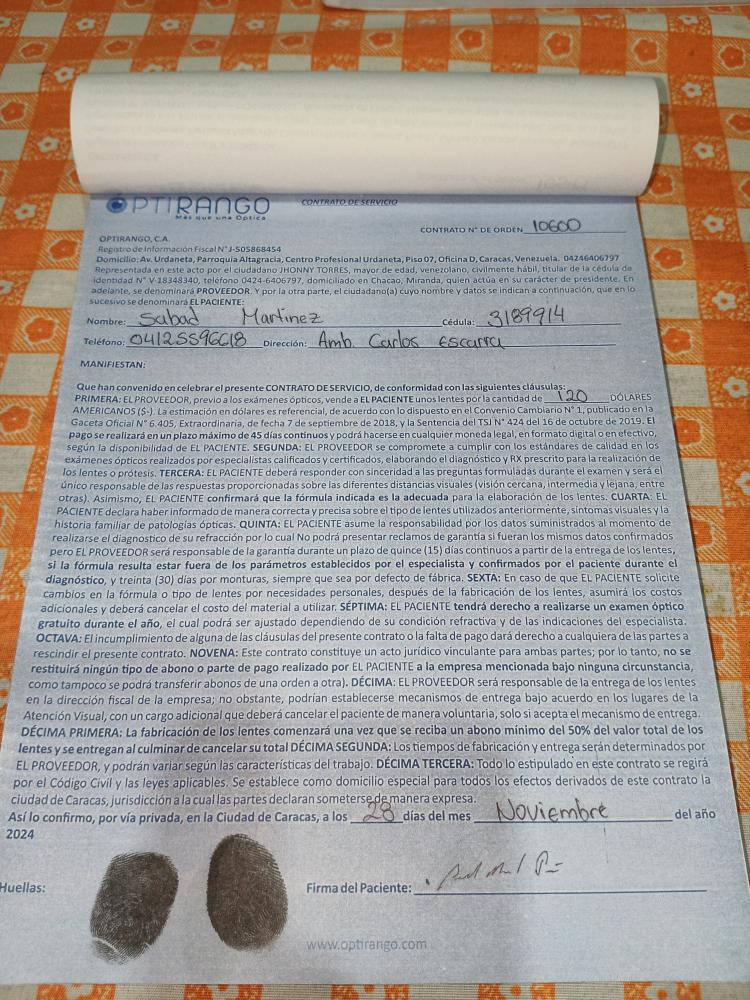 OPTIRANGO
Más que una Óptica
CONTRATO DE SERVICIO
CONTRATO N° DE ORDEN 10600
OPTIRANGO, C.A.
Registro de Información Fiscal N° J-505868454
Domicilio: Av. Urdaneta, Parroquia Altagracia, Centro Profesional Urdaneta, Piso 07, Oficina D, Caracas, Venezuela. 04246406797
Representada en este acto por el ciudadano JHONNY TORRES, mayor de edad, venezolano, civilmente hábil, titular de la cédula de
identidad N° V-18348340, teléfono 0424-6406797, domiciliado en Chacao, Miranda, quien actúa en su carácter de presidente. En
adelante, se denominará PROVEEDOR. Y por la otra parte, el ciudadano(a) cuyo nombre y datos se indican a continuación, que en lo
sucesivo se denominará EL PACIENTE:
Nombre: Sabad Martinez Cédula: 3189914
Teléfono: 04125596618 Dirección: Amb. Carlos Escarra
MANIFIESTAN:
Que han convenido en celebrar el presente CONTRATO DE SERVICIO, de conformidad con las siguientes cláusulas:
PRIMERA: EL PROVEEDOR, previo a los exámenes ópticos, vende a EL PACIENTE unos lentes por la cantidad de 120 DÓLARES
AMERICANOS ($-). La estimación en dólares es referencial, de acuerdo con lo dispuesto en el Convenio Cambiario N° 1, publicado en la
Gaceta Oficial N° 6.405, Extraordinaria, de fecha 7 de septiembre de 2018, y la Sentencia del TSJ N° 424 del 16 de octubre de 2019. El
pago se realizará en un plazo máximo de 45 días continuos y podrá hacerse en cualquier moneda legal, en formato digital o en efectivo,
según la disponibilidad de EL PACIENTE. SEGUNDA: EL PROVEEDOR se compromete a cumplir con los estándares de calidad en los
exámenes ópticos realizados por especialistas calificados y certificados, elaborando el diagnóstico y RX prescrito para la realización de
los lentes o prótesis. TERCERA: EL PACIENTE deberá responder con sinceridad a las preguntas formuladas durante el examen y será el
único responsable de las respuestas proporcionadas sobre las diferentes distancias visuales (visión cercana, intermedia y lejana, entre
otras). Asimismo, EL PACIENTE confirmará que la fórmula indicada es la adecuada para la elaboración de los lentes. CUARTA: EL
PACIENTE declara haber informado de manera correcta y precisa sobre el tipo de lentes utilizados anteriormente, síntomas visuales y la
historia familiar de patologías ópticas. QUINTA: EL PACIENTE asume la responsabilidad por los datos suministrados al momento de
realizarse el diagnostico de su refracción por lo cual No podrá presentar reclamos de garantía si fueran los mismos datos confirmados
pero EL PROVEEDOR será responsable de la garantía durante un plazo de quince (15) días continuos a partir de la entrega de los lentes,
si la fórmula resulta estar fuera de los parámetros establecidos por el especialista y confirmados por el paciente durante el
diagnóstico, y treinta (30) días por monturas, siempre que sea por defecto de fábrica. SEXTA: En caso de que EL PACIENTE solicite
cambios en la fórmula o tipo de lentes por necesidades personales, después de la fabricación de los lentes, asumirá los costos
adicionales y deberá cancelar el costo del material a utilizar. SÉPTIMA: EL PACIENTE tendrá derecho a realizarse un examen óptico
gratuito durante el año, el cual podrá ser ajustado dependiendo de su condición refractiva y de las indicaciones del especialista.
OCTAVA: El incumplimiento de alguna de las cláusulas del presente contrato o la falta de pago dará derecho a cualquiera de las partes a
rescindir el presente contrato. NOVENA: Este contrato constituye un acto jurídico vinculante para ambas partes; por lo tanto, no se
restituirá ningún tipo de abono o parte de pago realizado por EL PACIENTE a la empresa mencionada bajo ninguna circunstancia,
como tampoco se podrá transferir abonos de una orden a otra). DÉCIMA: EL PROVEEDOR será responsable de la entrega de los lentes
en la dirección fiscal de la empresa; no obstante, podrían establecerse mecanismos de entrega bajo acuerdo en los lugares de la
Atención Visual, con un cargo adicional que deberá cancelar el paciente de manera voluntaria, solo si acepta el mecanismo de entrega.
DÉCIMA PRIMERA: La fabricación de los lentes comenzará una vez que se reciba un abono mínimo del 50% del valor total de los
lentes y se entregan al culminar de cancelar su total DÉCIMA SEGUNDA: Los tiempos de fabricación y entrega serán determinados por
EL PROVEEDOR, y podrán variar según las características del trabajo. DÉCIMA TERCERA: Todo lo estipulado en este contrato se regirá
por el Código Civil y las leyes aplicables. Se establece como domicilio especial para todos los efectos derivados de este contrato la
ciudad de Caracas, jurisdicción a la cual las partes declaran someterse de manera expresa.
Así lo confirmo, por vía privada, en la Ciudad de Caracas, a los 28 días del mes Noviembre del año
2024
Huellas:
Firma del Paciente:
www.optirango.com